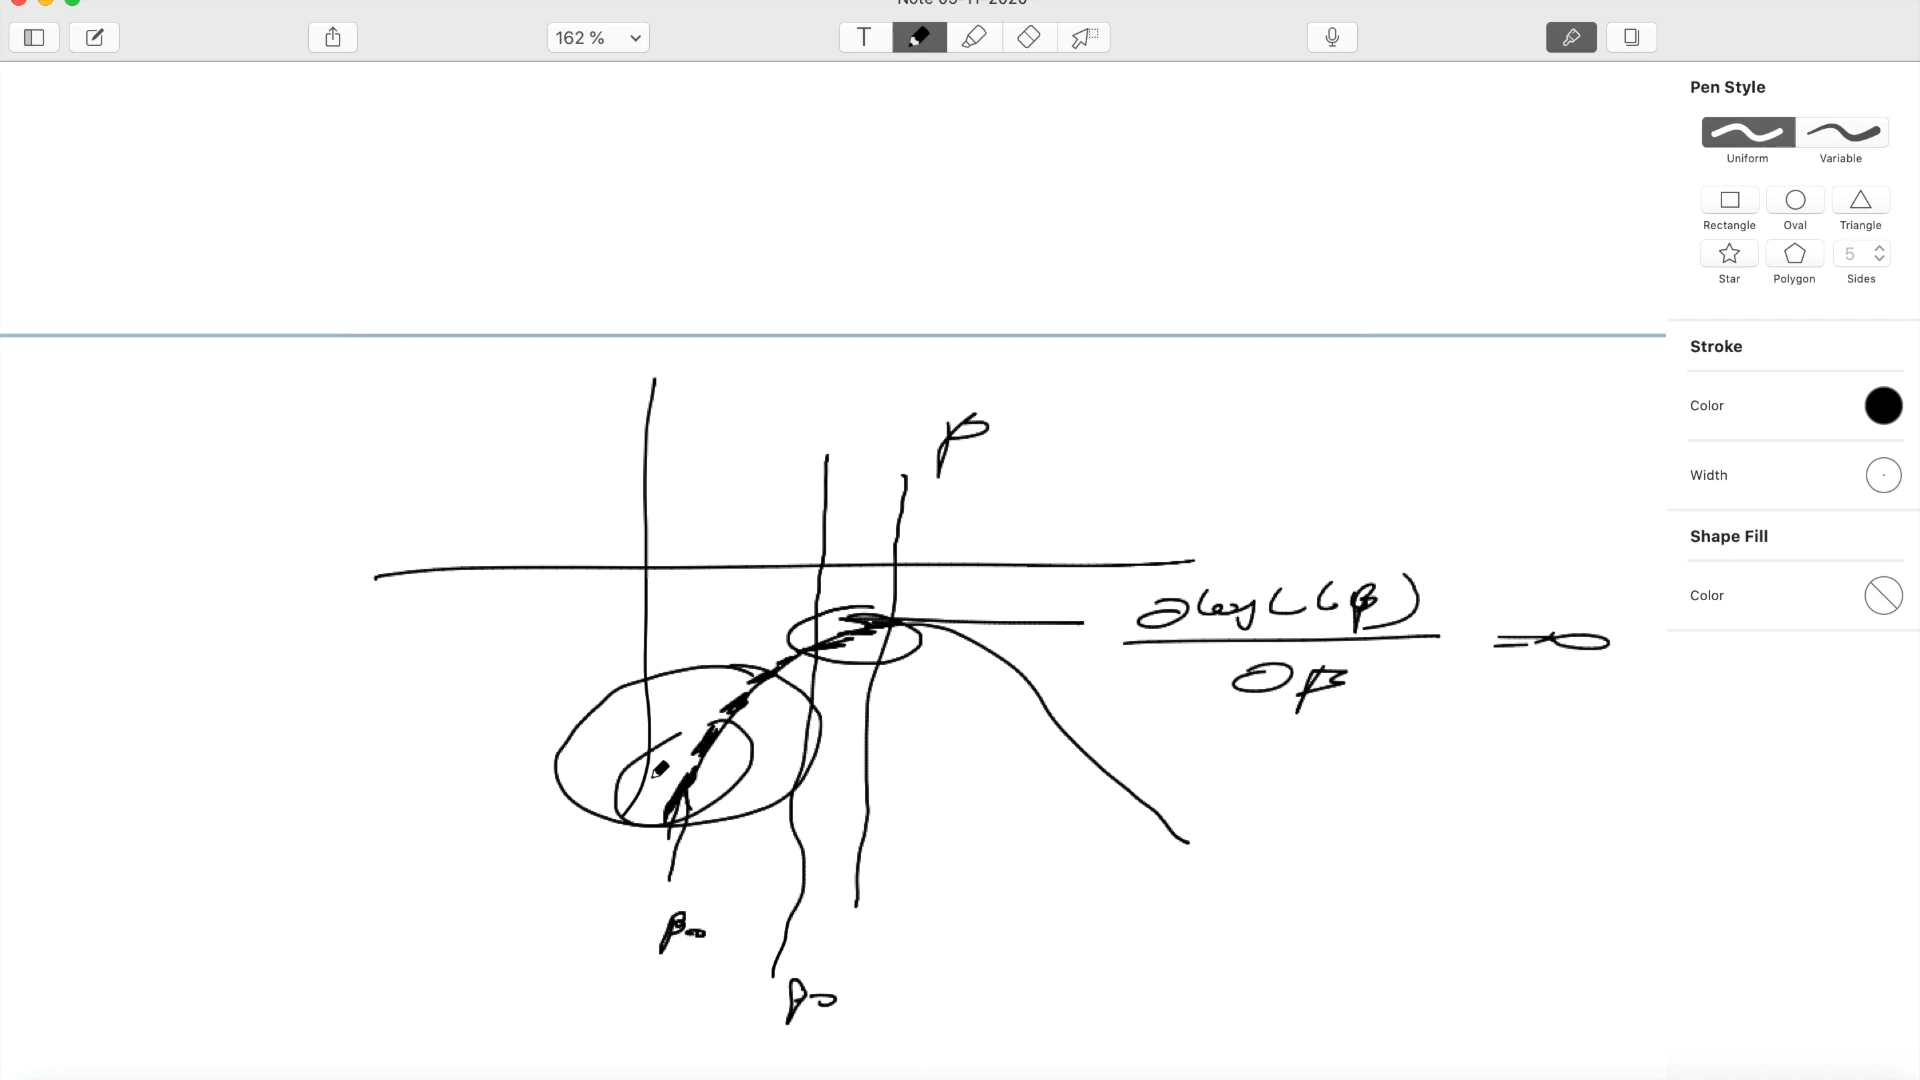 162 %
T
Pen Style
Uniform Variable
Rectangle Oval Triangle
5
Star Polygon Sides
Stroke
Color
Width
Shape Fill
Color
β
∂ log L(β)
∂β
= 0
β₀
β₀